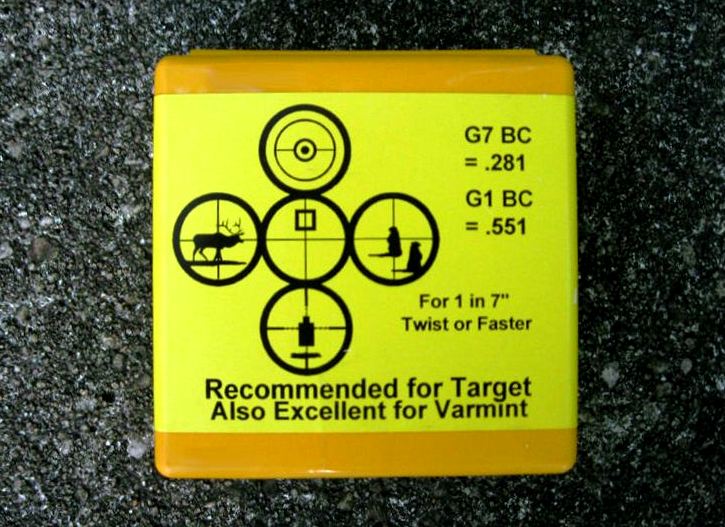 G7 BC
= .281
G1 BC
= .551
For 1 in 7"
Twist or Faster
Recommended for Target
Also Excellent for Varmint